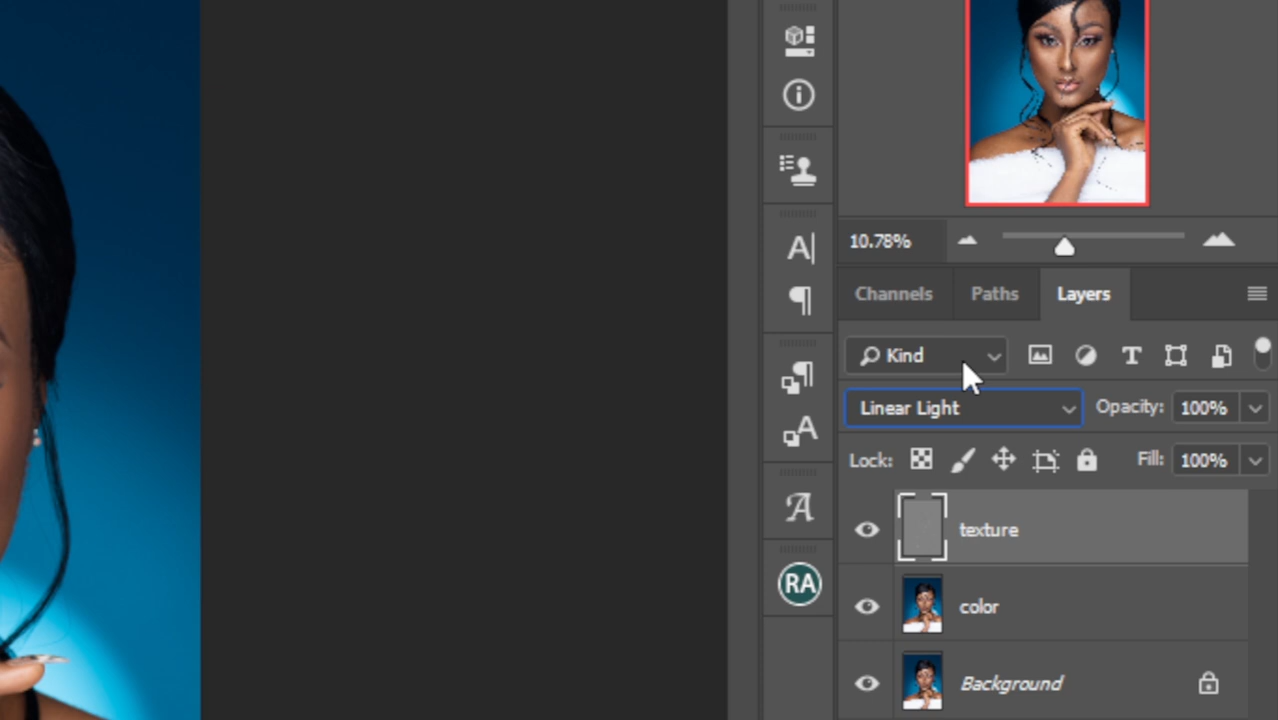 10.78%
Channels Paths Layers
Kind
Linear Light Opacity: 100%
Lock: Fill: 100%
texture
color
Background
RA